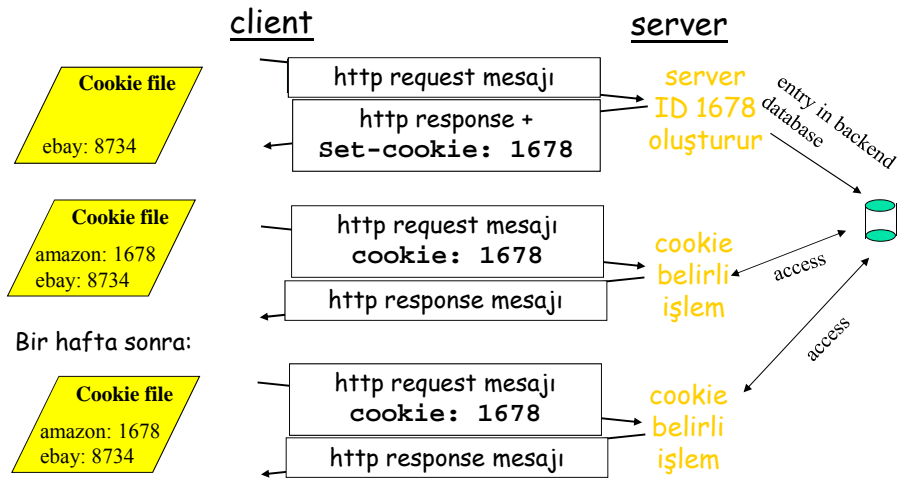 client
server
Cookie file
ebay: 8734
http request mesajı
http response +
Set-cookie: 1678
server
ID 1678
oluşturur
entry in backend
database
Cookie file
amazon: 1678
ebay: 8734
http request mesajı
cookie: 1678
http response mesajı
cookie
belirli
işlem
access
Bir hafta sonra:
access
Cookie file
amazon: 1678
ebay: 8734
http request mesajı
cookie: 1678
http response mesajı
cookie
belirli
işlem